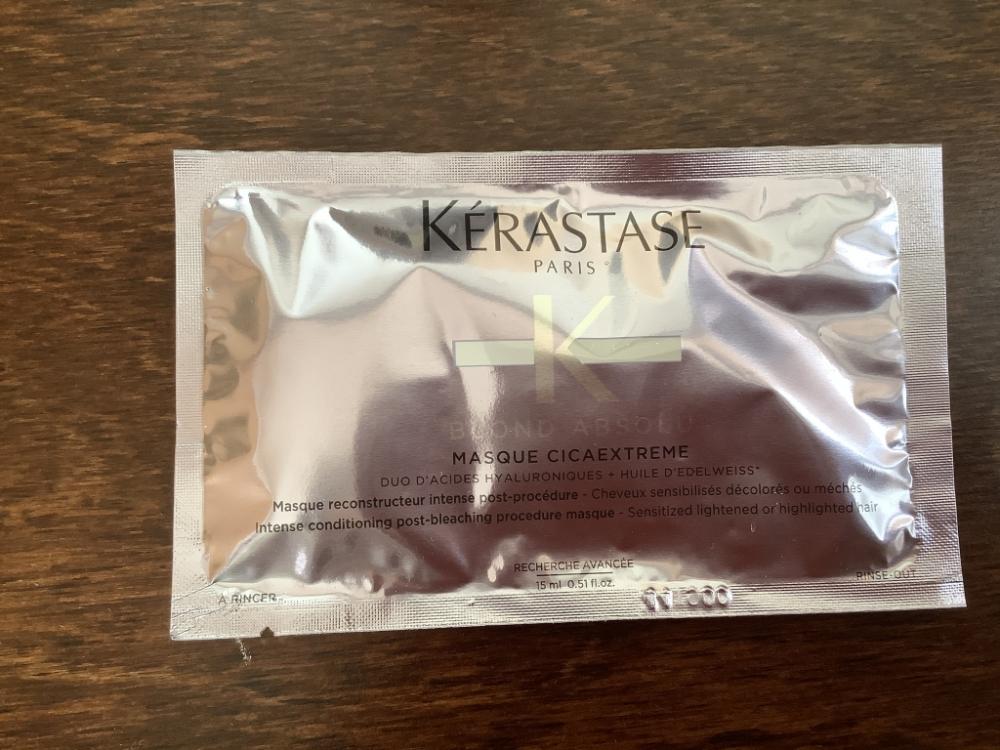 KÉRASTASE
PARIS
K
BLOND ABSOLU
MASQUE CICAEXTREME
DUO D'ACIDES HYALURONIQUES + HUILE D'EDELWEISS*
Masque reconstructeur intense post-procédure - Cheveux sensibilisés décolorés ou méchés
Intense conditioning post-bleaching procedure masque - Sensitized lightened or highlighted hair
RECHERCHE AVANCÉE
15 ml 0.51 fl.oz.
À RINCER
RINSE-OUT